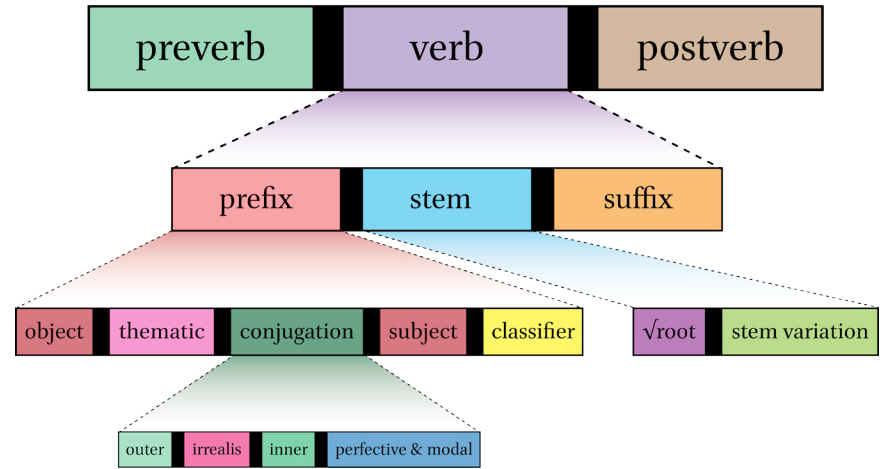 preverb verb postverb
prefix stem suffix
object thematic conjugation subject classifier √root stem variation
outer irrealis inner perfective & modal